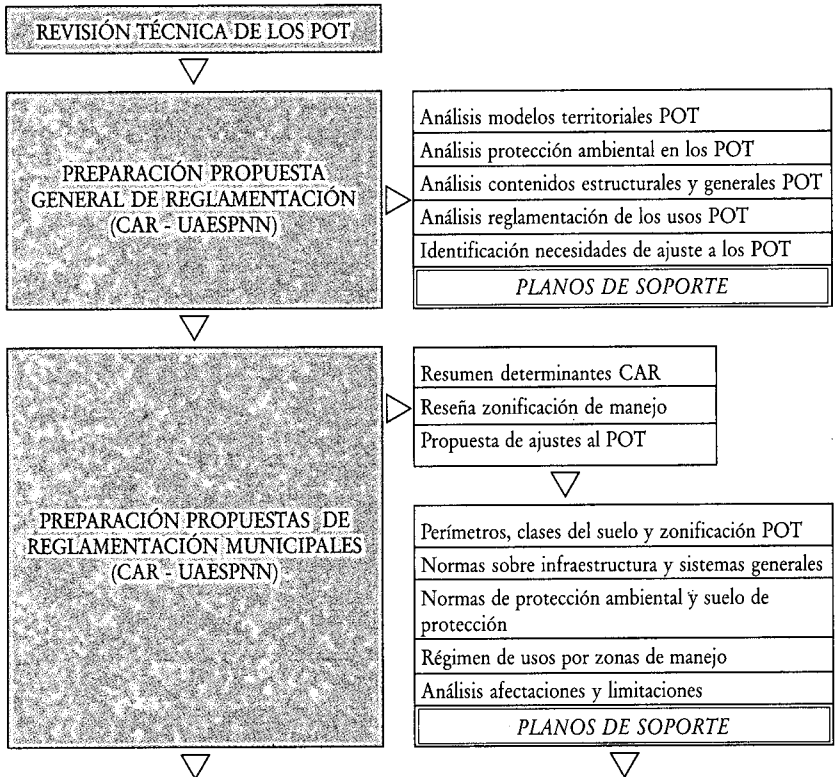 REVISIÓN TÉCNICA DE LOS POT
PREPARACIÓN PROPUESTA
GENERAL DE REGLAMENTACIÓN
(CAR - UAESPNN)
Análisis modelos territoriales POT
Análisis protección ambiental en los POT
Análisis contenidos estructurales y generales POT
Análisis reglamentación de los usos POT
Identificación necesidades de ajuste a los POT
PLANOS DE SOPORTE
PREPARACIÓN PROPUESTAS DE
REGLAMENTACIÓN MUNICIPALES
(CAR - UAESPNN)
Resumen determinantes CAR
Reseña zonificación de manejo
Propuesta de ajustes al POT
Perímetros, clases del suelo y zonificación POT
Normas sobre infraestructura y sistemas generales
Normas de protección ambiental y suelo de
protección
Régimen de usos por zonas de manejo
Análisis afectaciones y limitaciones
PLANOS DE SOPORTE